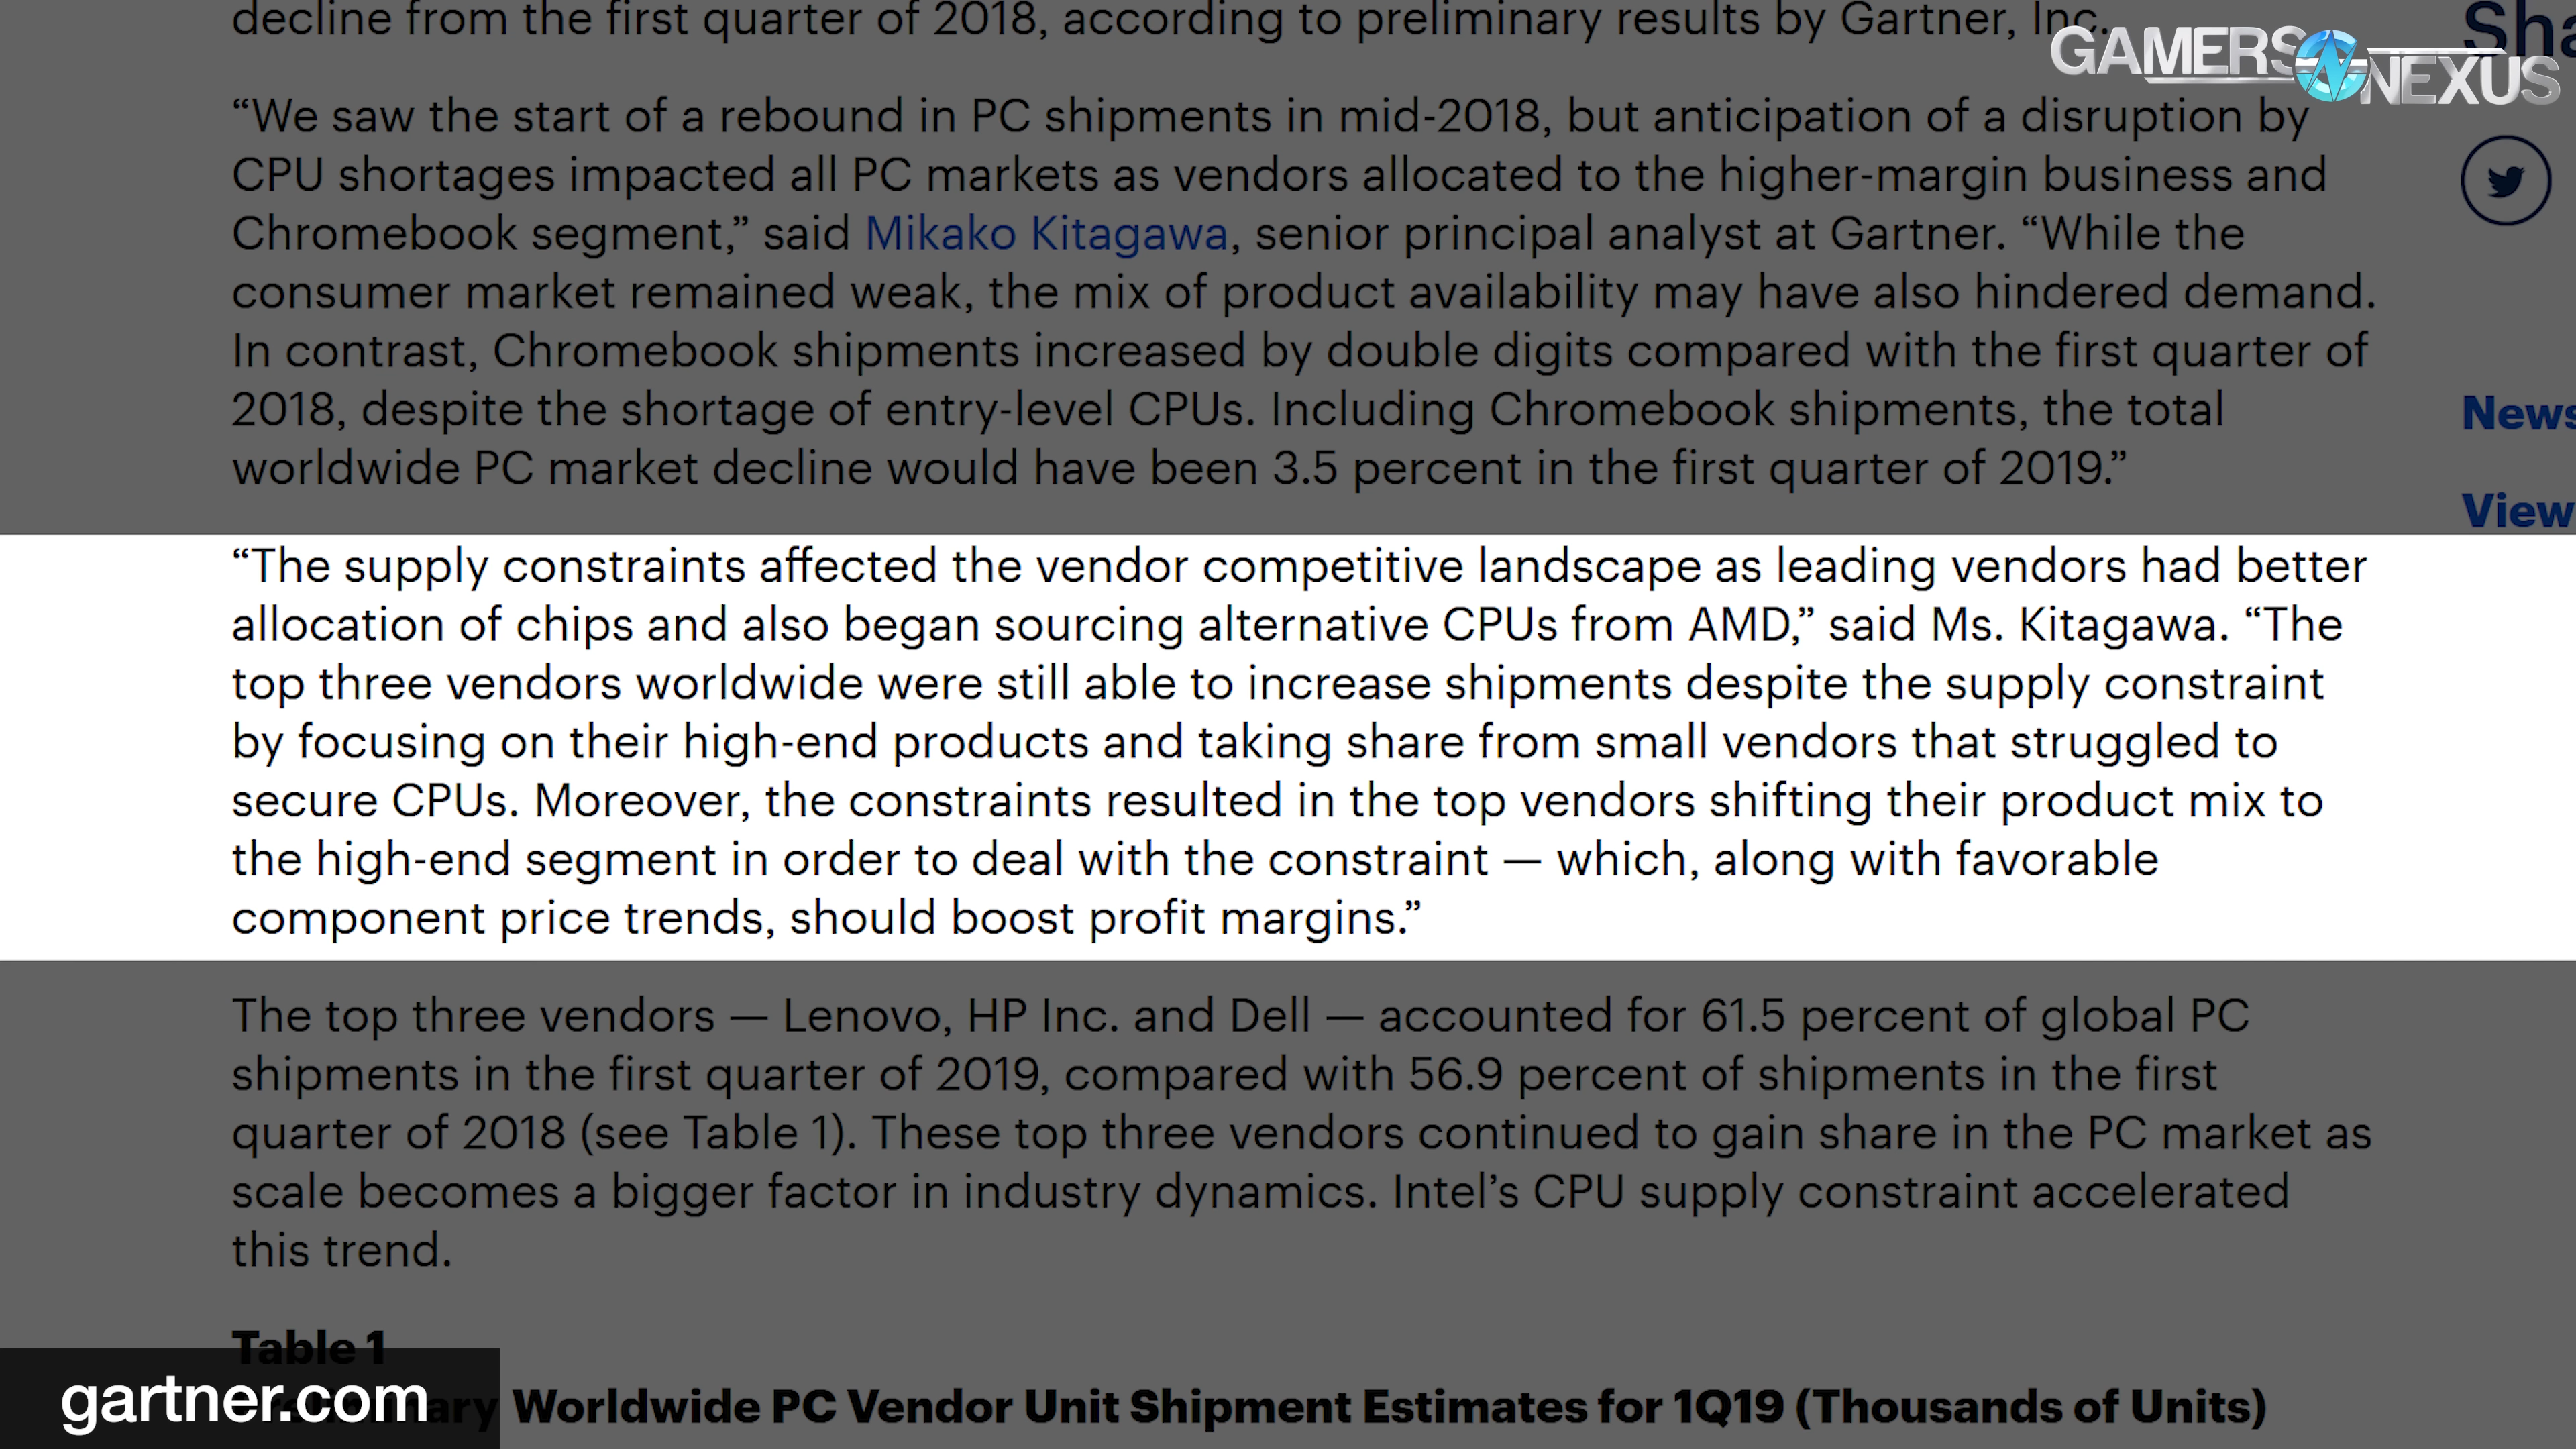 decline from the first quarter of 2018, according to preliminary results by Gartner, Inc.
GAMERS NEXUS
“We saw the start of a rebound in PC shipments in mid-2018, but anticipation of a disruption by
CPU shortages impacted all PC markets as vendors allocated to the higher-margin business and
Chromebook segment,” said Mikako Kitagawa, senior principal analyst at Gartner. “While the
consumer market remained weak, the mix of product availability may have also hindered demand.
In contrast, Chromebook shipments increased by double digits compared with the first quarter of
2018, despite the shortage of entry-level CPUs. Including Chromebook shipments, the total
worldwide PC market decline would have been 3.5 percent in the first quarter of 2019.”
News
View
“The supply constraints affected the vendor competitive landscape as leading vendors had better
allocation of chips and also began sourcing alternative CPUs from AMD,” said Ms. Kitagawa. “The
top three vendors worldwide were still able to increase shipments despite the supply constraint
by focusing on their high-end products and taking share from small vendors that struggled to
secure CPUs. Moreover, the constraints resulted in the top vendors shifting their product mix to
the high-end segment in order to deal with the constraint — which, along with favorable
component price trends, should boost profit margins.”
The top three vendors — Lenovo, HP Inc. and Dell — accounted for 61.5 percent of global PC
shipments in the first quarter of 2019, compared with 56.9 percent of shipments in the first
quarter of 2018 (see Table 1). These top three vendors continued to gain share in the PC market as
scale becomes a bigger factor in industry dynamics. Intel’s CPU supply constraint accelerated
this trend.
Table 1
Worldwide PC Vendor Unit Shipment Estimates for 1Q19 (Thousands of Units)
gartner.com